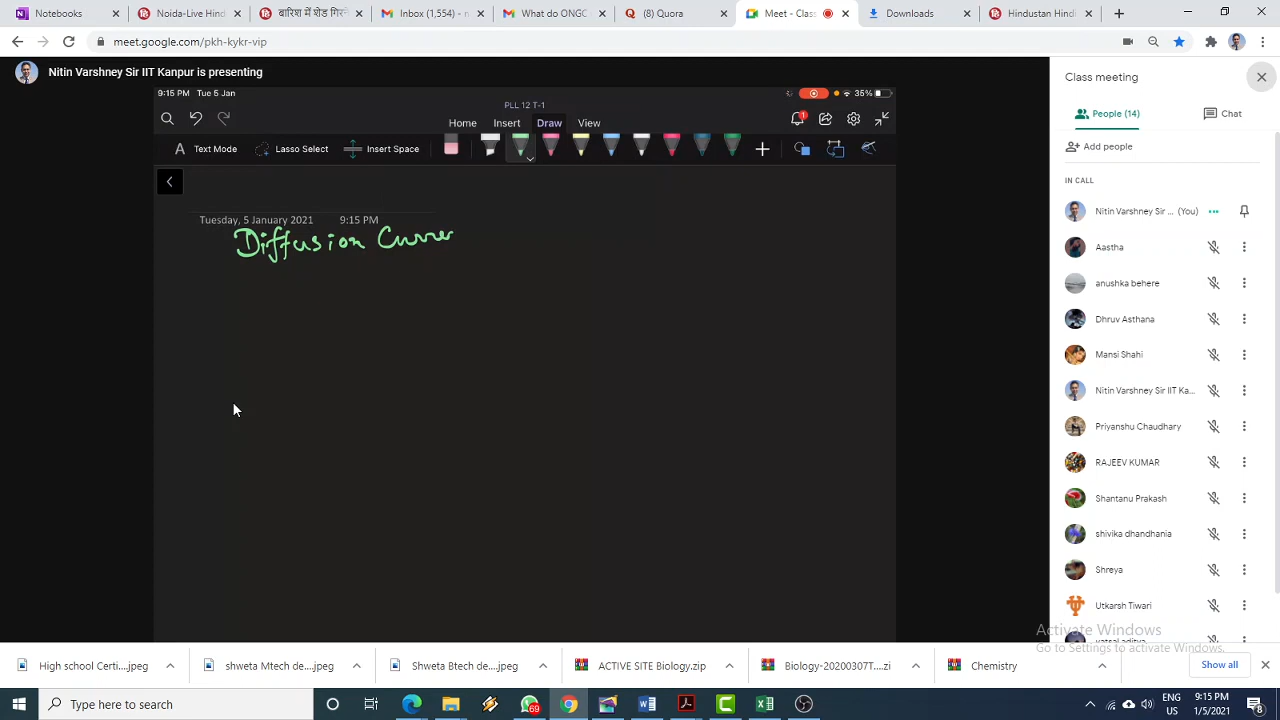 Notebooks
Noida-Live Hind
बारिश में
Inbox (1,554) - n
What do ONGC
(8) Quora
Meet - Class
Downloads
Hindustan Hind
meet.google.com/pkh-kykr-vip
Nitin Varshney Sir IIT Kanpur is presenting
9:15 PM Tue 5 Jan
35%
PLL 12 T-1
Home
Insert
Draw
View
1
Text Mode
Lasso Select
Insert Space
Tuesday, 5 January 2021 9:15 PM
Diffusion Curre
Class meeting
People (14)
Chat
Add people
IN CALL
Nitin Varshney Sir ... (You)
Aastha
anushka behere
Dhruv Asthana
Mansi Shahi
Nitin Varshney Sir IIT Ka...
Priyanshu Chaudhary
RAJEEV KUMAR
Shantanu Prakash
shivika dhandhania
Shreya
Utkarsh Tiwari
vatsal aditya
Activate Windows
Go to Settings to activate Windows.
High school Certi....jpeg
shweta Mtech de....jpeg
Shweta Btech de....jpeg
ACTIVE SITE Biology.zip
Biology-20200307T....zi
Chemistry
Show all
Type here to search
69
ENG
US
9:15 PM
1/5/2021
8